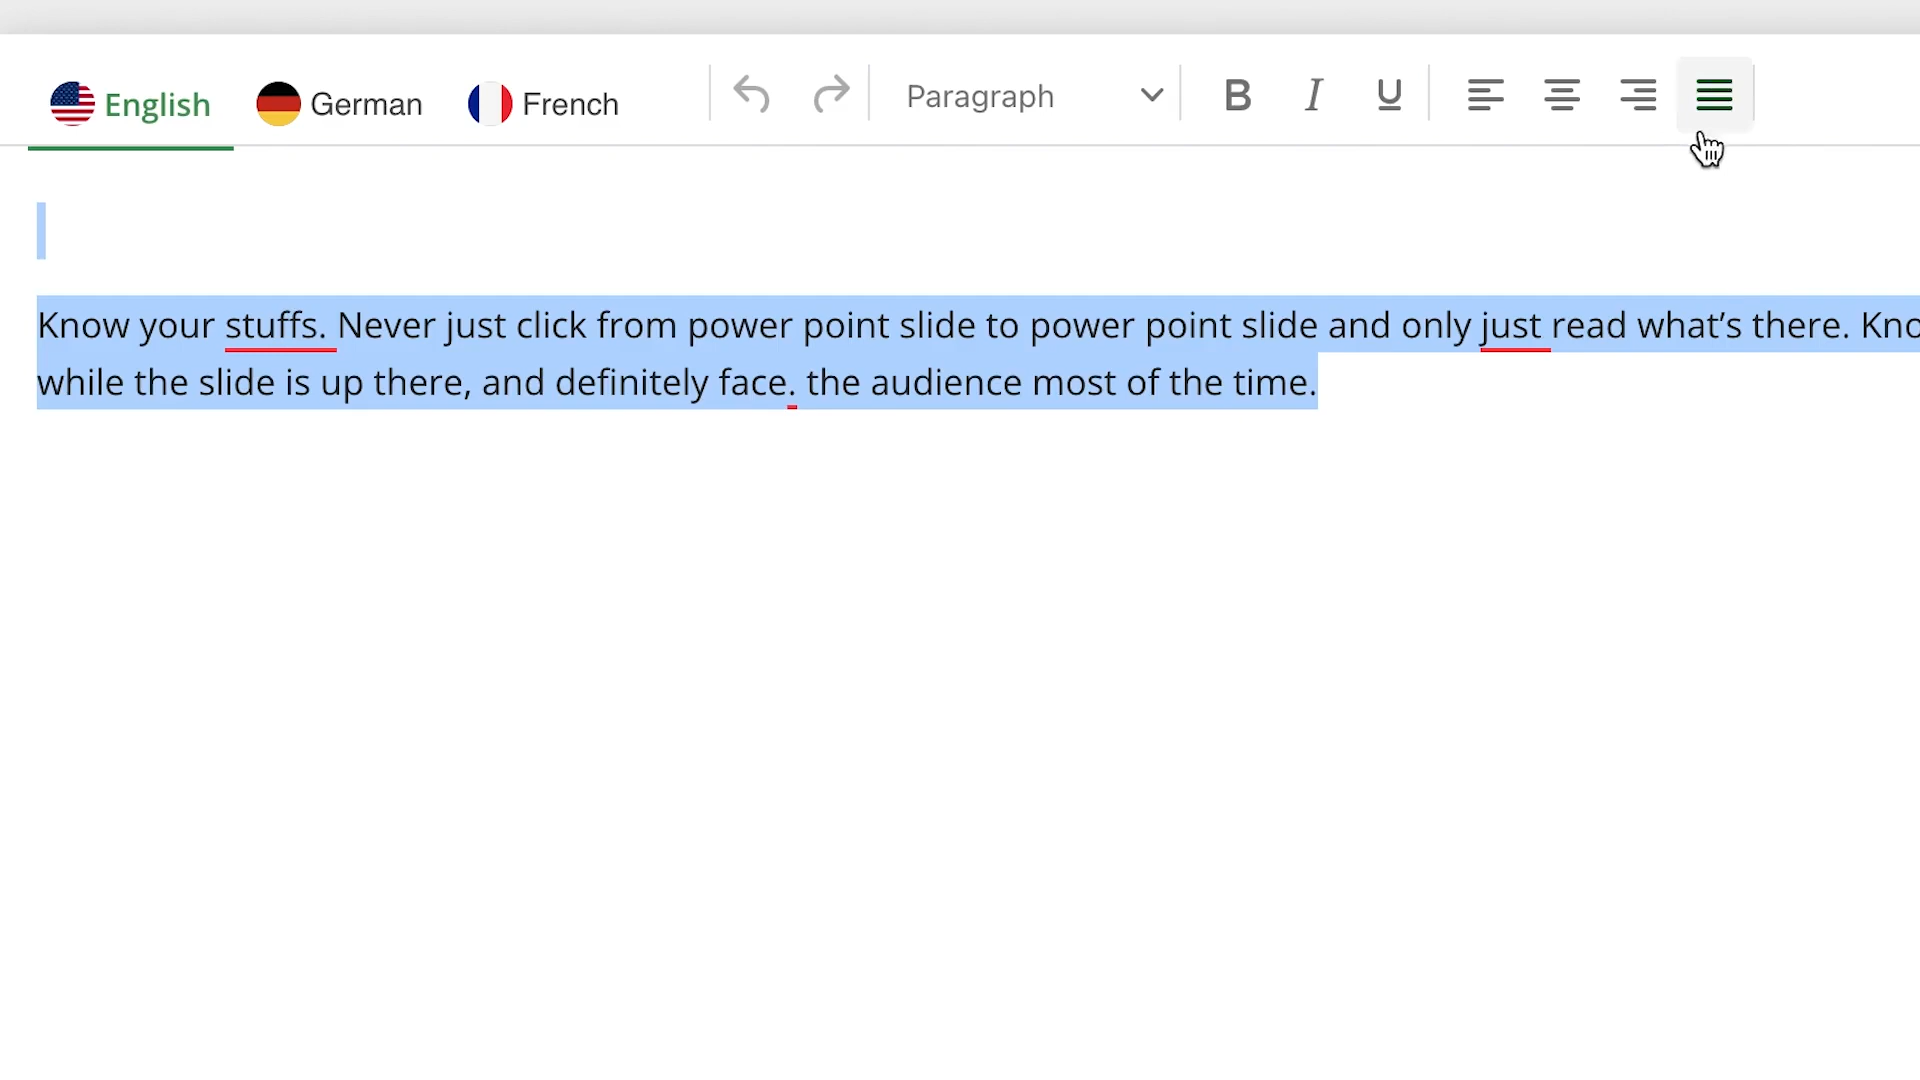 English German French Paragraph B I U
Know your stuffs. Never just click from power point slide to power point slide and only just read what’s there.
while the slide is up there, and definitely face. the audience most of the time.